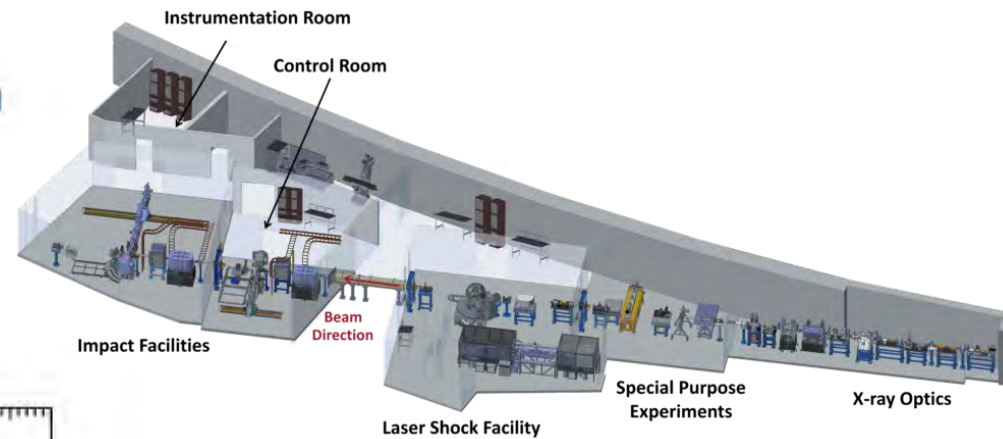 Instrumentation Room
Control Room
Beam
Direction
Impact Facilities
Special Purpose
Experiments
X-ray Optics
Laser Shock Facility